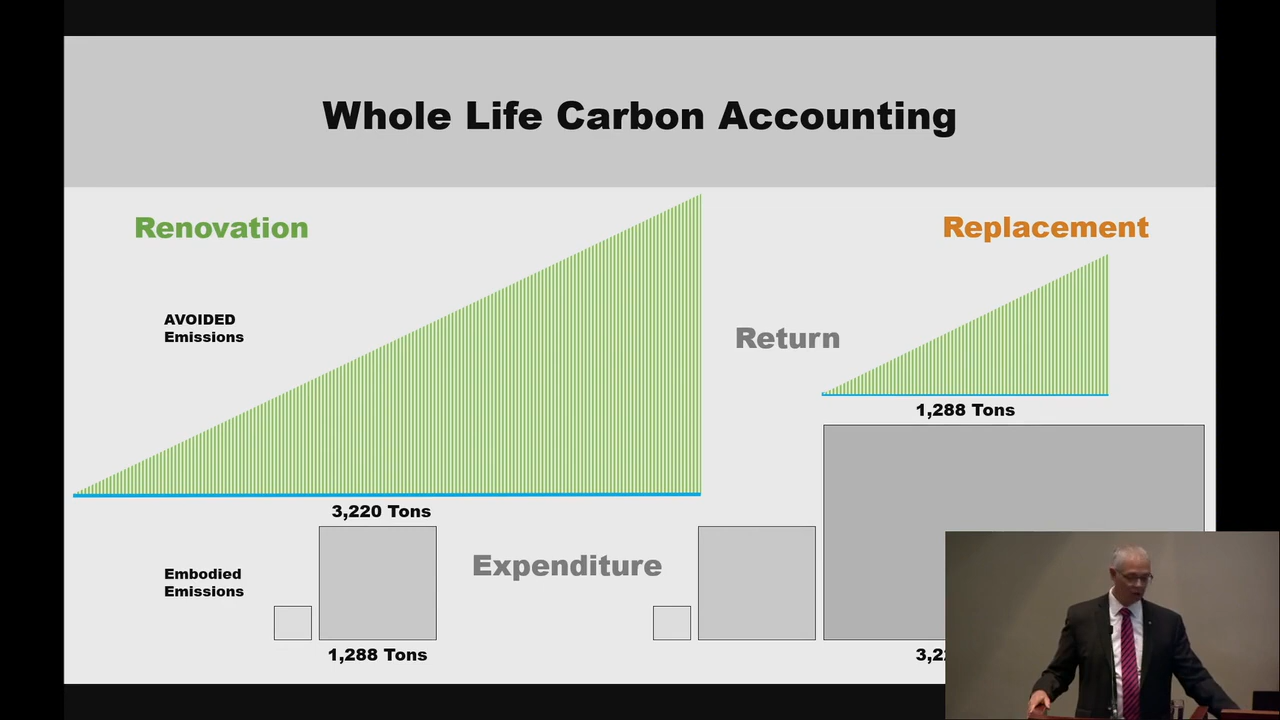 Whole Life Carbon Accounting
Renovation
Replacement
AVOIDED
Emissions
Return
1,288 Tons
3,220 Tons
Expenditure
Embodied
Emissions
1,288 Tons